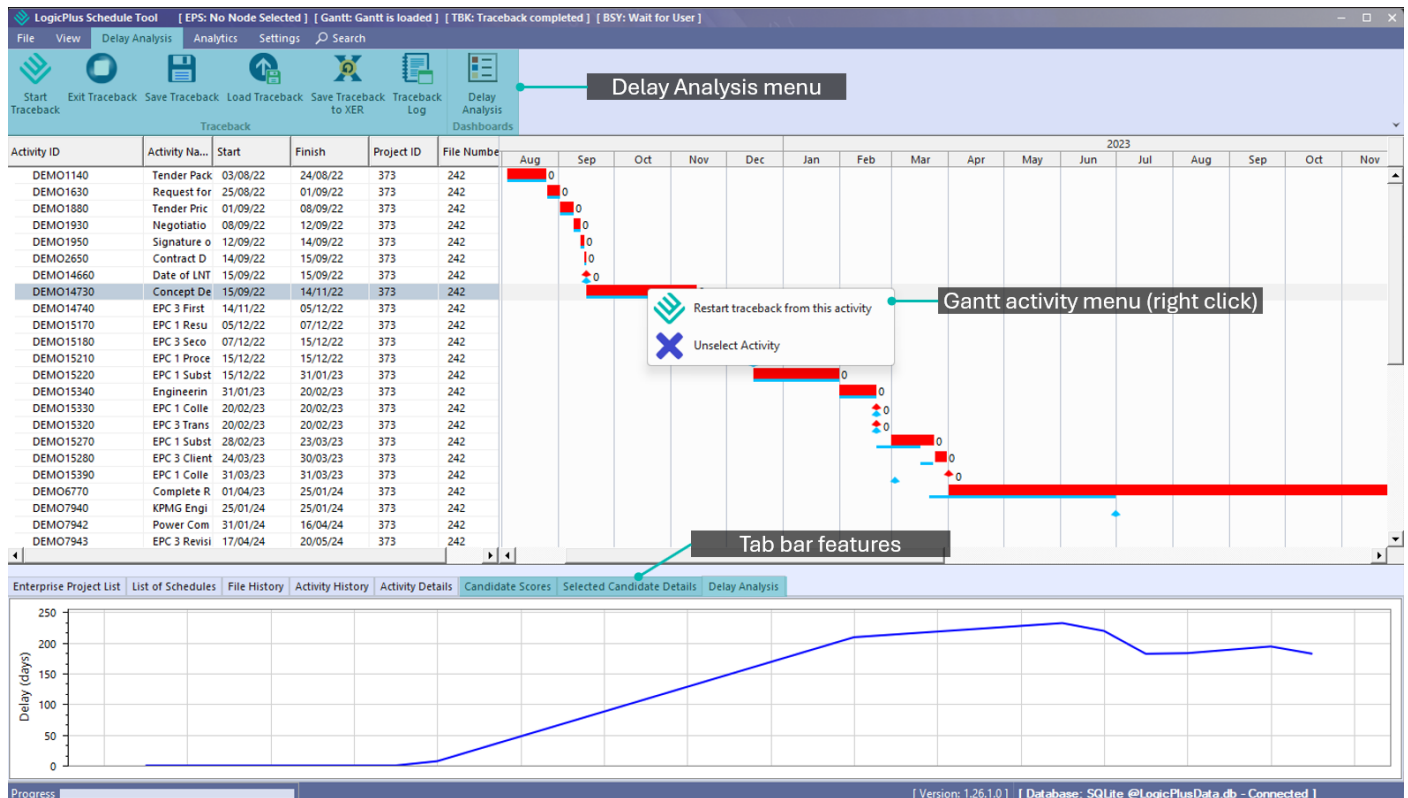 LogicPlus Schedule Tool [ EPS: No Node Selected ] [ Gantt: Gantt is loaded ] [ TBK: Traceback completed ] [ BSY: Wait for User ]
File View Delay Analysis Analytics Settings Search
Start Traceback
Exit Traceback
Save Traceback
Load Traceback
Save Traceback to XER
Traceback Log
Delay Analysis
Traceback
Dashboards
Delay Analysis menu
Activity ID Activity Na... Start Finish Project ID File Numbe
2023
Aug Sep Oct Nov Dec Jan Feb Mar Apr May Jun Jul Aug Sep Oct Nov
DEMO1140 Tender Pack 03/08/22 24/08/22 373 242 0
DEMO1630 Request for 25/08/22 01/09/22 373 242 0
DEMO1880 Tender Pric 01/09/22 08/09/22 373 242 0
DEMO1930 Negotiatio 08/09/22 12/09/22 373 242 0
DEMO1950 Signature o 12/09/22 14/09/22 373 242 0
DEMO2650 Contract D 14/09/22 15/09/22 373 242 0
DEMO14660 Date of LNT 15/09/22 15/09/22 373 242 0
DEMO14730 Concept De 15/09/22 14/11/22 373 242
DEMO14740 EPC 3 First 14/11/22 05/12/22 373 242
DEMO15170 EPC 1 Resu 05/12/22 07/12/22 373 242
DEMO15180 EPC 3 Seco 07/12/22 15/12/22 373 242
DEMO15210 EPC 1 Proce 15/12/22 15/12/22 373 242
DEMO15220 EPC 1 Subst 15/12/22 31/01/23 373 242 0
DEMO15340 Engineerin 31/01/23 20/02/23 373 242 0
DEMO15330 EPC 1 Colle 20/02/23 20/02/23 373 242 0
DEMO15320 EPC 3 Trans 20/02/23 20/02/23 373 242 0
DEMO15270 EPC 1 Subst 28/02/23 23/03/23 373 242 0
DEMO15280 EPC 3 Client 24/03/23 30/03/23 373 242 0
DEMO15390 EPC 1 Colle 31/03/23 31/03/23 373 242 0
DEMO6770 Complete R 01/04/23 25/01/24 373 242
DEMO7940 KPMG Engi 25/01/24 25/01/24 373 242
DEMO7942 Power Com 31/01/24 16/04/24 373 242
DEMO7943 EPC 3 Revisi 17/04/24 20/05/24 373 242
Restart traceback from this activity
Unselect Activity
Gantt activity menu (right click)
Tab bar features
Enterprise Project List List of Schedules File History Activity History Activity Details Candidate Scores Selected Candidate Details Delay Analysis
Delay (days)
250
200
150
100
50
0
Progress [ Version: 1.26.1.0 ] [ Database: SQLite @LogicPlusData.db - Connected ]